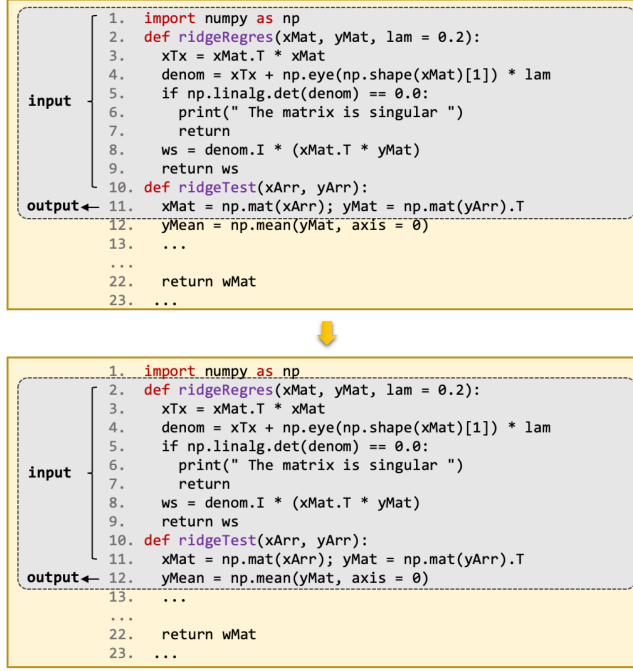 1. import numpy as np
2. def ridgeRegres(xMat, yMat, lam = 0.2):
3. xTx = xMat.T * xMat
4. denom = xTx + np.eye(np.shape(xMat)[1]) * lam
5. if np.linalg.det(denom) == 0.0:
input
6. print(" The matrix is singular ")
7. return
8. ws = denom.I * (xMat.T * yMat)
9. return ws
10. def ridgeTest(xArr, yArr):
output 11. xMat = np.mat(xArr); yMat = np.mat(yArr).T
12. yMean = np.mean(yMat, axis = 0)
13. ...
...
22. return wMat
23. ...
1. import numpy as np
2. def ridgeRegres(xMat, yMat, lam = 0.2):
3. xTx = xMat.T * xMat
4. denom = xTx + np.eye(np.shape(xMat)[1]) * lam
5. if np.linalg.det(denom) == 0.0:
6. print(" The matrix is singular ")
input
7. return
8. ws = denom.I * (xMat.T * yMat)
9. return ws
10. def ridgeTest(xArr, yArr):
11. xMat = np.mat(xArr); yMat = np.mat(yArr).T
output 12. yMean = np.mean(yMat, axis = 0)
13. ...
...
22. return wMat
23. ...